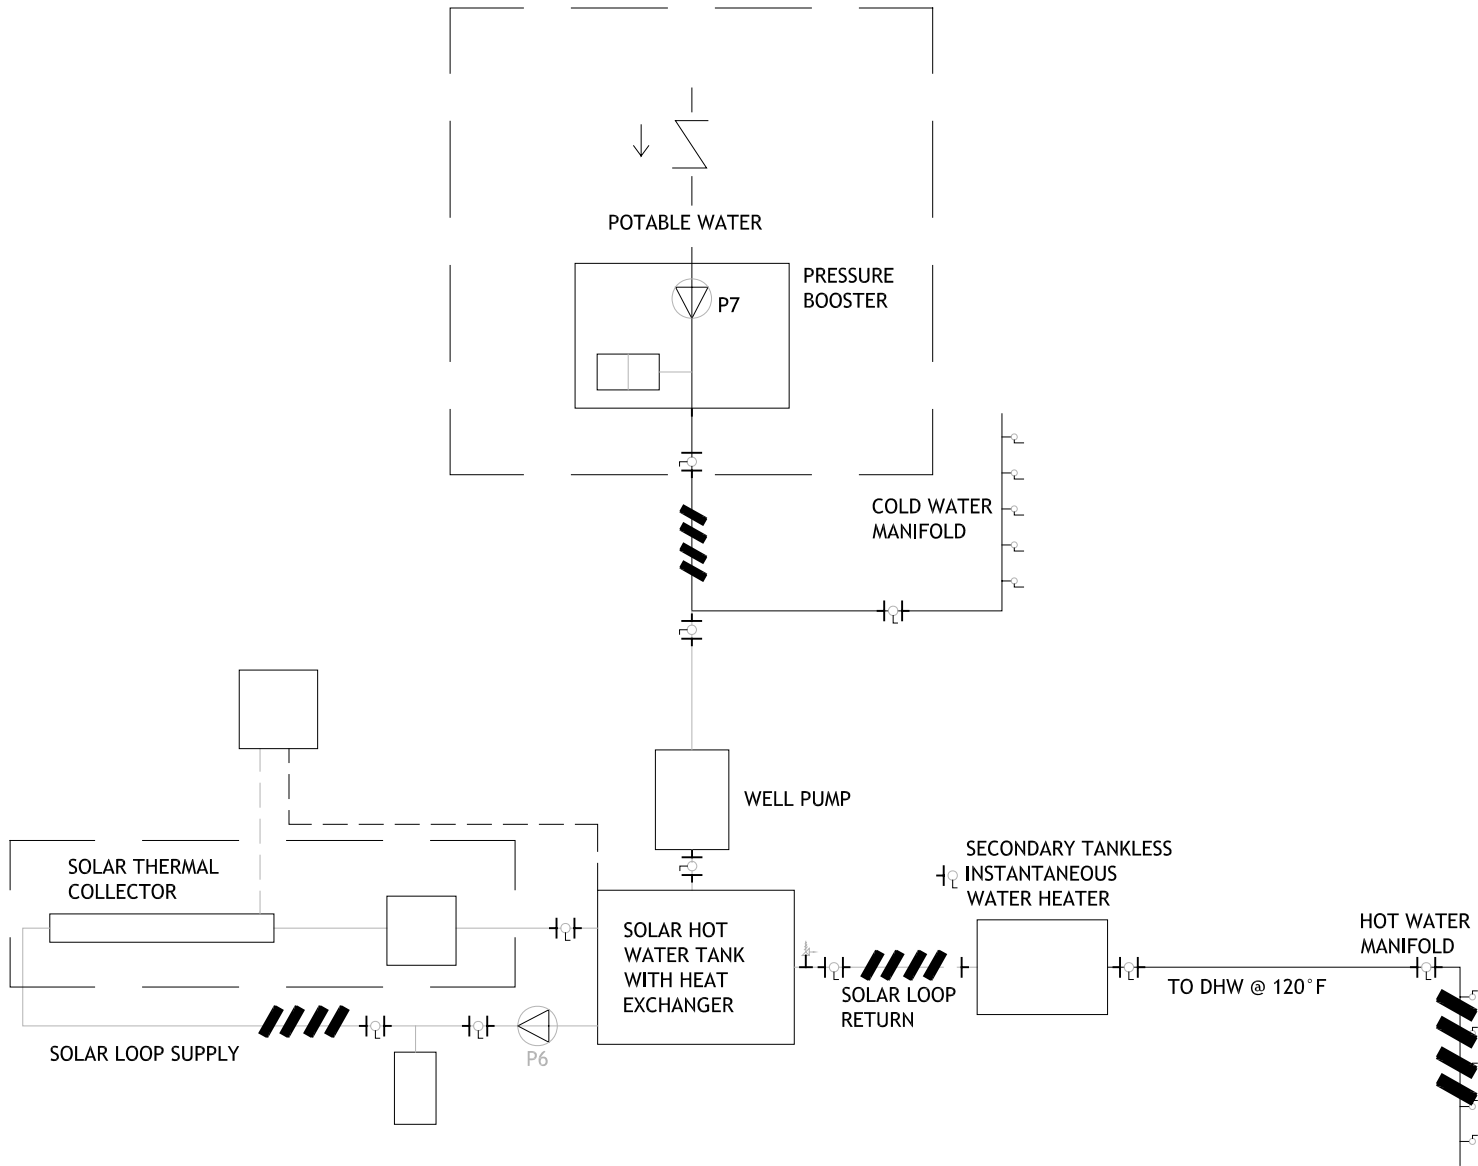 POTABLE WATER
PRESSURE
BOOSTER
P7
COLD WATER
MANIFOLD
WELL PUMP
SOLAR THERMAL
COLLECTOR
SECONDARY TANKLESS
INSTANTANEOUS
WATER HEATER
SOLAR HOT
WATER TANK
WITH HEAT
EXCHANGER
HOT WATER
MANIFOLD
TO DHW @ 120°F
SOLAR LOOP
RETURN
SOLAR LOOP SUPPLY
P6